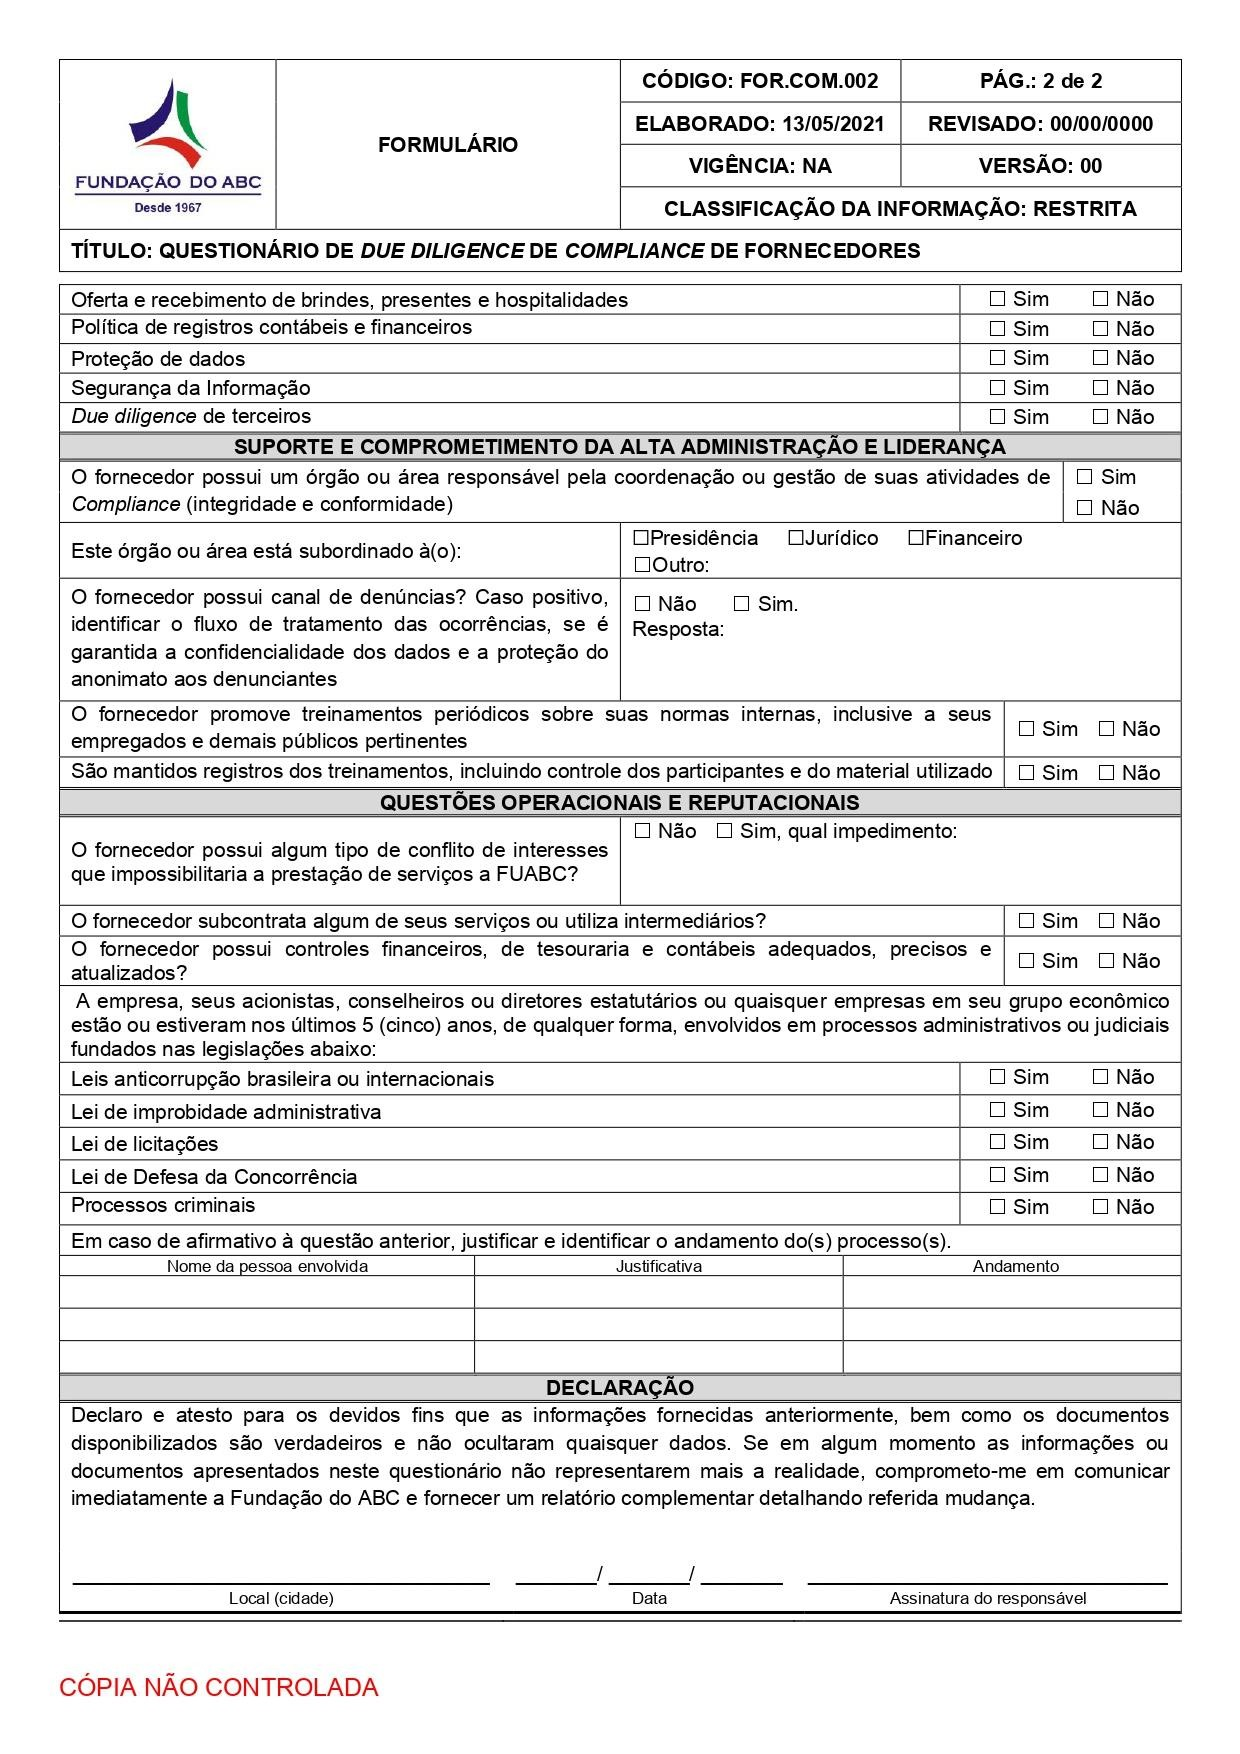 FUNDAÇÃO DO ABC
Desde 1967
FORMULÁRIO
CÓDIGO: FOR.COM.002
PÁG.: 2 de 2
ELABORADO: 13/05/2021
REVISADO: 00/00/0000
VIGÊNCIA: NA
VERSÃO: 00
CLASSIFICAÇÃO DA INFORMAÇÃO: RESTRITA
TÍTULO: QUESTIONÁRIO DE DUE DILIGENCE DE COMPLIANCE DE FORNECEDORES
Oferta e recebimento de brindes, presentes e hospitalidades ☐ Sim ☐ Não
Política de registros contábeis e financeiros ☐ Sim ☐ Não
Proteção de dados ☐ Sim ☐ Não
Segurança da Informação ☐ Sim ☐ Não
Due diligence de terceiros ☐ Sim ☐ Não
SUPORTE E COMPROMETIMENTO DA ALTA ADMINISTRAÇÃO E LIDERANÇA
O fornecedor possui um órgão ou área responsável pela coordenação ou gestão de suas atividades de
Compliance (integridade e conformidade)
☐ Sim
☐ Não
Este órgão ou área está subordinado à(o):
☐Presidência ☐Jurídico ☐Financeiro
☐Outro:
O fornecedor possui canal de denúncias? Caso positivo,
identificar o fluxo de tratamento das ocorrências, se é
garantida a confidencialidade dos dados e a proteção do
anonimato aos denunciantes
☐ Não ☐ Sim.
Resposta:
O fornecedor promove treinamentos periódicos sobre suas normas internas, inclusive a seus
empregados e demais públicos pertinentes
☐ Sim ☐ Não
São mantidos registros dos treinamentos, incluindo controle dos participantes e do material utilizado ☐ Sim ☐ Não
QUESTÕES OPERACIONAIS E REPUTACIONAIS
O fornecedor possui algum tipo de conflito de interesses
que impossibilitaria a prestação de serviços a FUABC?
☐ Não ☐ Sim, qual impedimento:
O fornecedor subcontrata algum de seus serviços ou utiliza intermediários? ☐ Sim ☐ Não
O fornecedor possui controles financeiros, de tesouraria e contábeis adequados, precisos e
atualizados?
☐ Sim ☐ Não
A empresa, seus acionistas, conselheiros ou diretores estatutários ou quaisquer empresas em seu grupo econômico
estão ou estiveram nos últimos 5 (cinco) anos, de qualquer forma, envolvidos em processos administrativos ou judiciais
fundados nas legislações abaixo:
Leis anticorrupção brasileira ou internacionais ☐ Sim ☐ Não
Lei de improbidade administrativa ☐ Sim ☐ Não
Lei de licitações ☐ Sim ☐ Não
Lei de Defesa da Concorrência ☐ Sim ☐ Não
Processos criminais ☐ Sim ☐ Não
Em caso de afirmativo à questão anterior, justificar e identificar o andamento do(s) processo(s).
Nome da pessoa envolvida Justificativa Andamento
DECLARAÇÃO
Declaro e atesto para os devidos fins que as informações fornecidas anteriormente, bem como os documentos
disponibilizados são verdadeiros e não ocultaram quaisquer dados. Se em algum momento as informações ou
documentos apresentados neste questionário não representarem mais a realidade, comprometo-me em comunicar
imediatamente a Fundação do ABC e fornecer um relatório complementar detalhando referida mudança.
/ /
Local (cidade) Data Assinatura do responsável
CÓPIA NÃO CONTROLADA